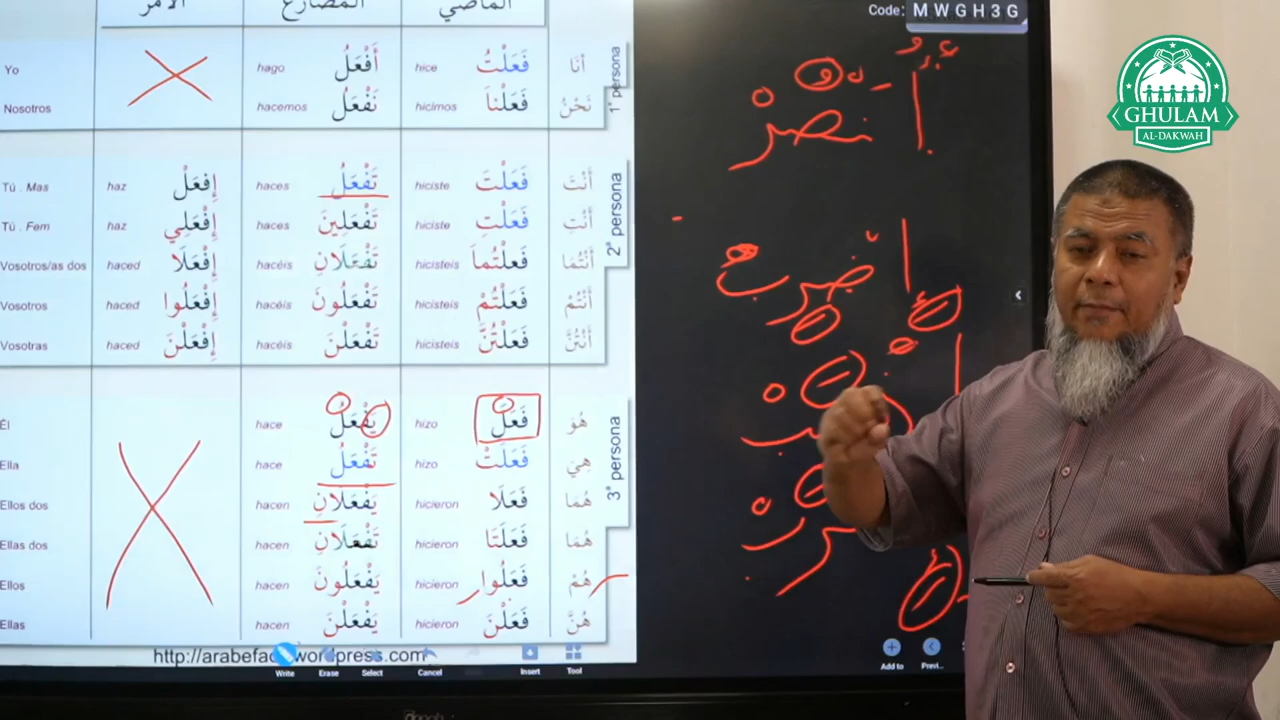 الأمر المضارع الماضي
Yo hago أَفْعَلُ hice فَعَلْتُ أَنَا
Nosotros hacemos نَفْعَلُ hicimos فَعَلْنَا نَحْنُ
1ª persona
Tú . Mas haz إِفْعَلْ haces تَفْعَلُ hiciste فَعَلْتَ أَنْتَ
Tú . Fem haz إِفْعَلِي haces تَفْعَلِينَ hiciste فَعَلْتِ أَنْتِ
Vosotros/as dos haced إِفْعَلَا hacéis تَفْعَلَانِ hicisteis فَعَلْتُمَا أَنْتُمَا
Vosotros haced إِفْعَلُوا hacéis تَفْعَلُونَ hicisteis فَعَلْتُمْ أَنْتُمْ
Vosotras haced إِفْعَلْنَ hacéis تَفْعَلْنَ hicisteis فَعَلْتُنَّ أَنْتُنَّ
2ª persona
Él hace يَفْعَلُ hizo فَعَلَ هُوَ
Ella hace تَفْعَلُ hizo فَعَلَتْ هِيَ
Ellos dos hacen يَفْعَلَانِ hicieron فَعَلَا هُمَا
Ellas dos hacen تَفْعَلَانِ hicieron فَعَلَتَا هُمَا
Ellos hacen يَفْعَلُونَ hicieron فَعَلُوا هُمْ
Ellas hacen يَفْعَلْنَ hicieron فَعَلْنَ هُنَّ
3ª persona
Write Erase Select Cancel Insert Tool
Code: MWGH3G
أنصر
اضرب
Add to Previ..
GHULAM
AL-DAKWAH